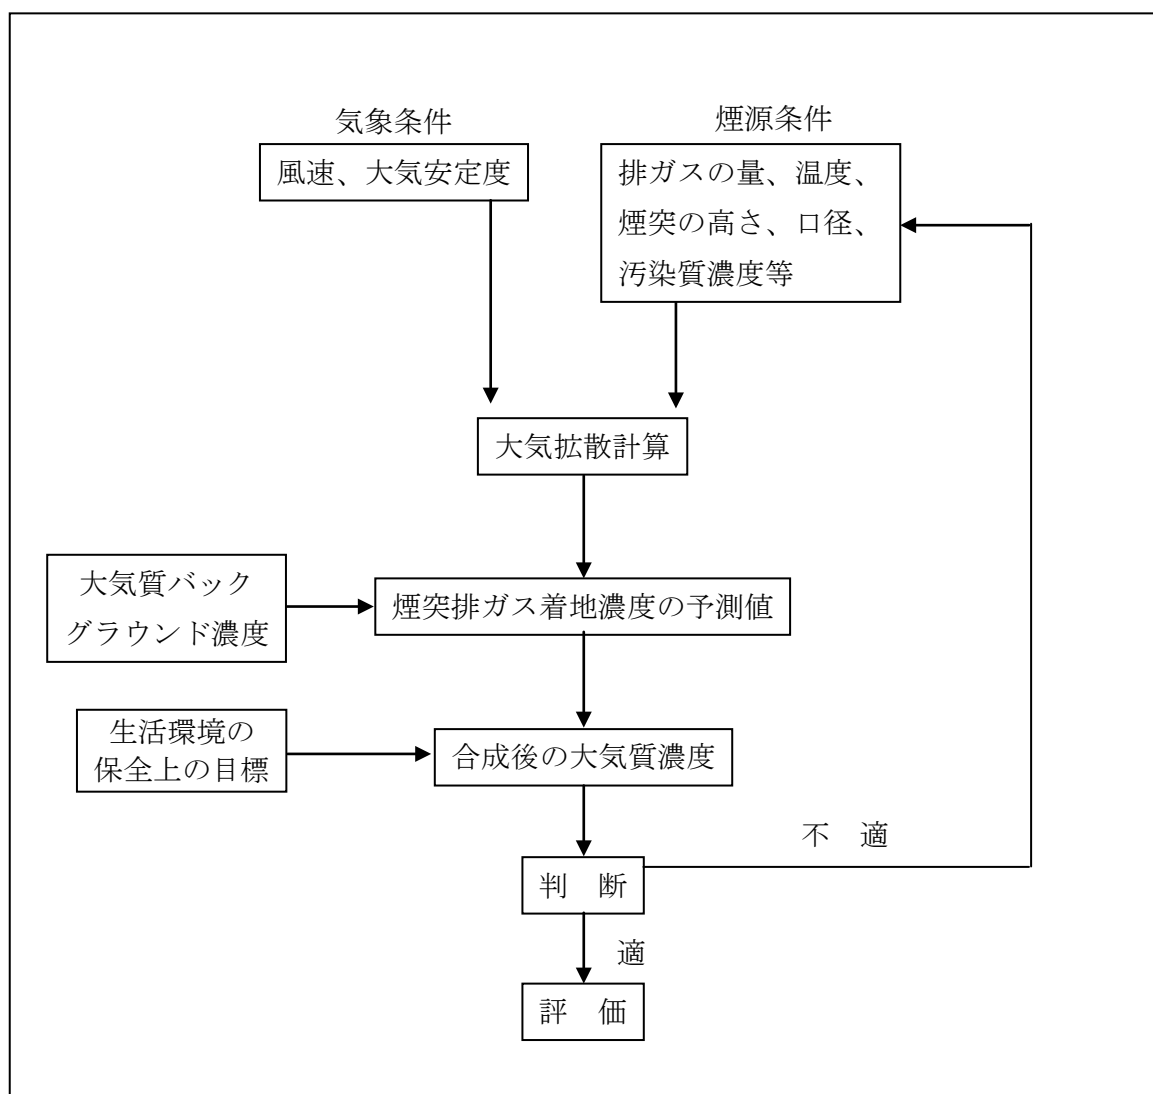 気象条件
風速、大気安定度
煙源条件
排ガスの量、温度、
煙突の高さ、口径、
汚染質濃度等
大気拡散計算
大気質バック
グラウンド濃度
煙突排ガス着地濃度の予測値
生活環境の
保全上の目標
合成後の大気質濃度
不　適
判　断
適
評　価